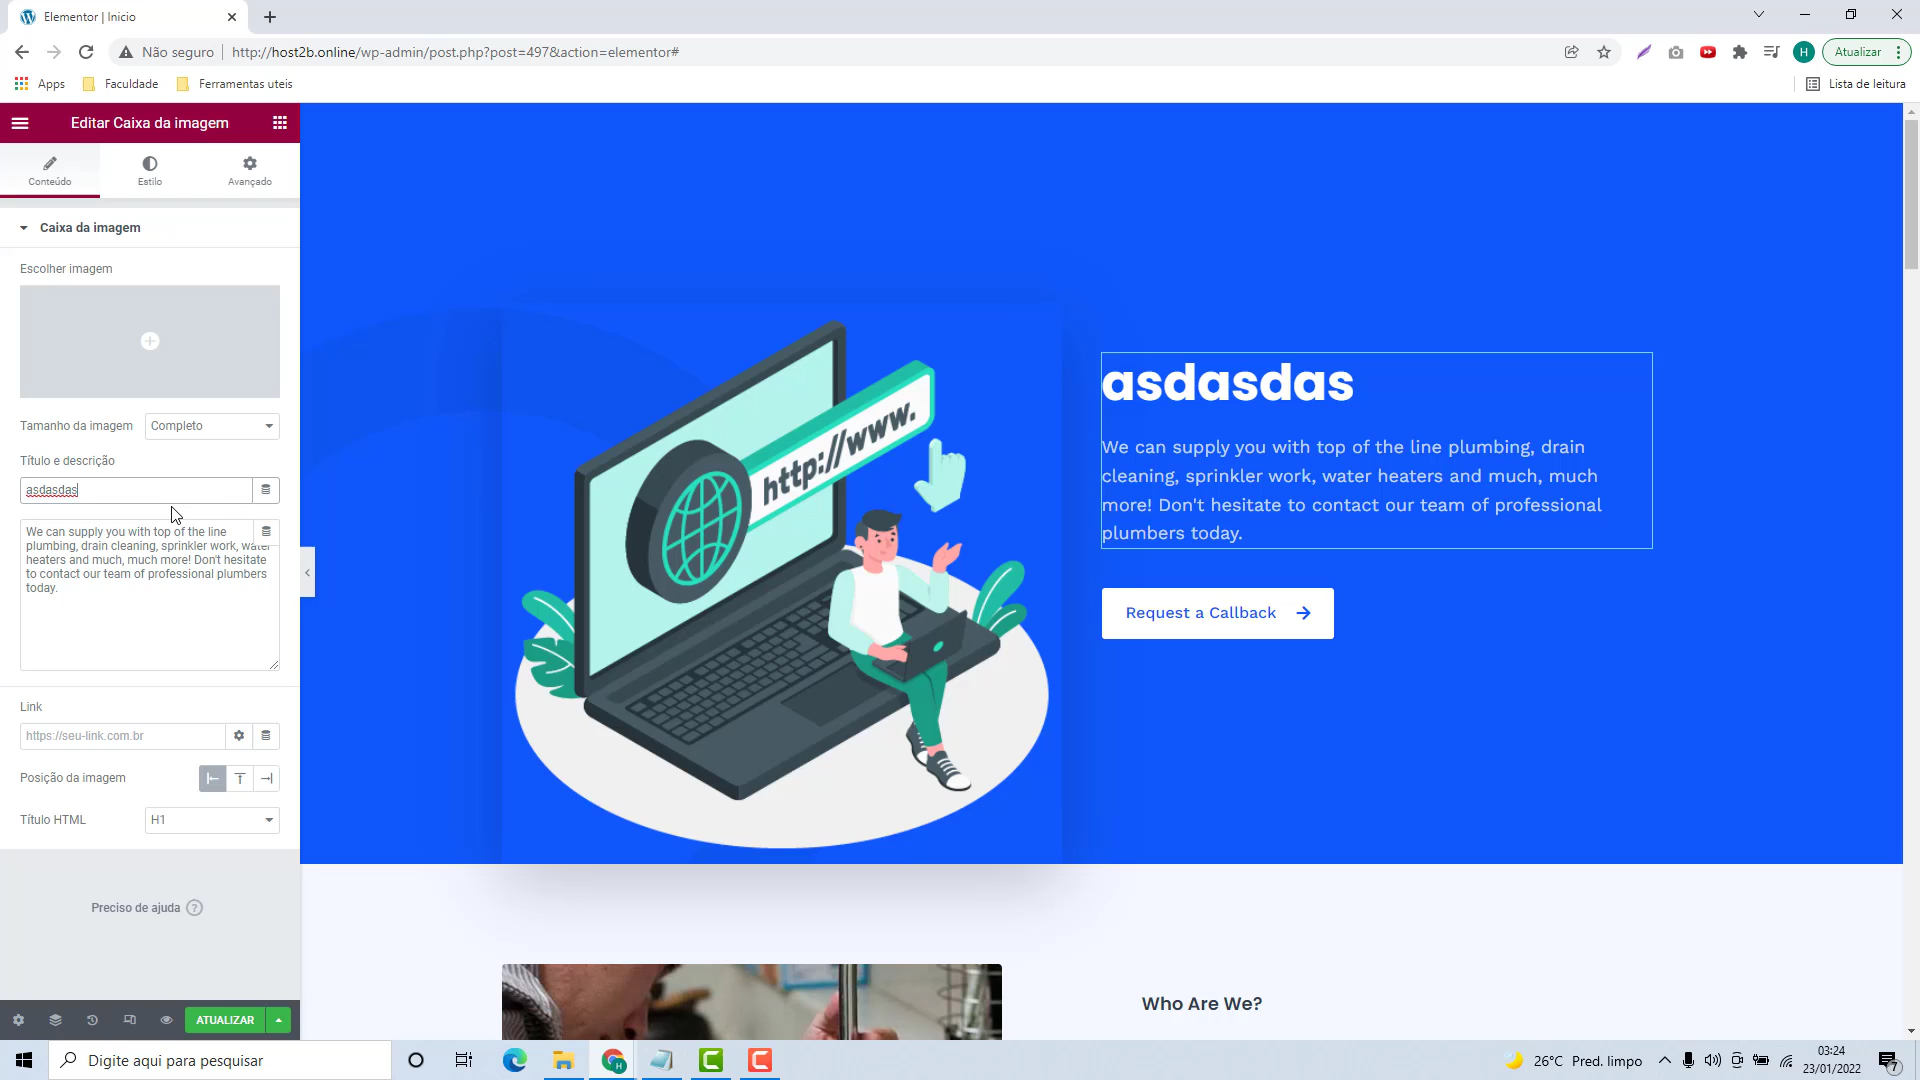 Elementor | Inicio
Não seguro
http://host2b.online/wp-admin/post.php?post=497&action=elementor#
H
Atualizar
Apps
Faculdade
Ferramentas uteis
Lista de leitura
Editar Caixa da imagem
Conteúdo
Estilo
Avançado
Caixa da imagem
Escolher imagem
Tamanho da imagem
Completo
Título e descrição
asdasdas
We can supply you with top of the line
plumbing, drain cleaning, sprinkler work, water
heaters and much, much more! Don't hesitate
to contact our team of professional plumbers
today.
Link
https://seu-link.com.br
Posição da imagem
Título HTML
H1
Preciso de ajuda
ATUALIZAR
http://www.
asdasdas
We can supply you with top of the line plumbing, drain
cleaning, sprinkler work, water heaters and much, much
more! Don't hesitate to contact our team of professional
plumbers today.
Request a Callback
Who Are We?
Digite aqui para pesquisar
H
26°C Pred. limpo
03:24
23/01/2022
7